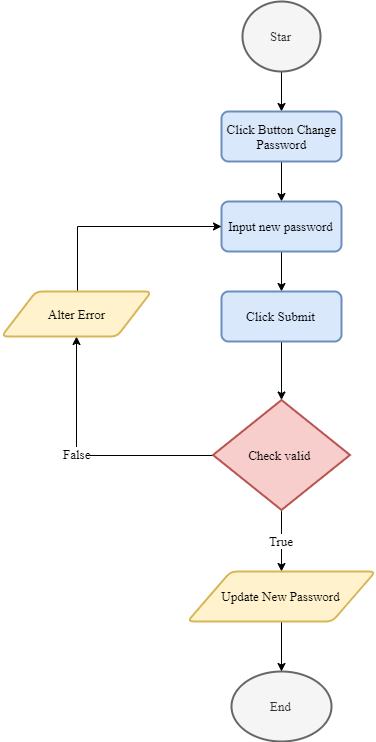 Star
Click Button Change
Password
Input new password
Alter Error
Click Submit
False
Check valid
True
Update New Password
End